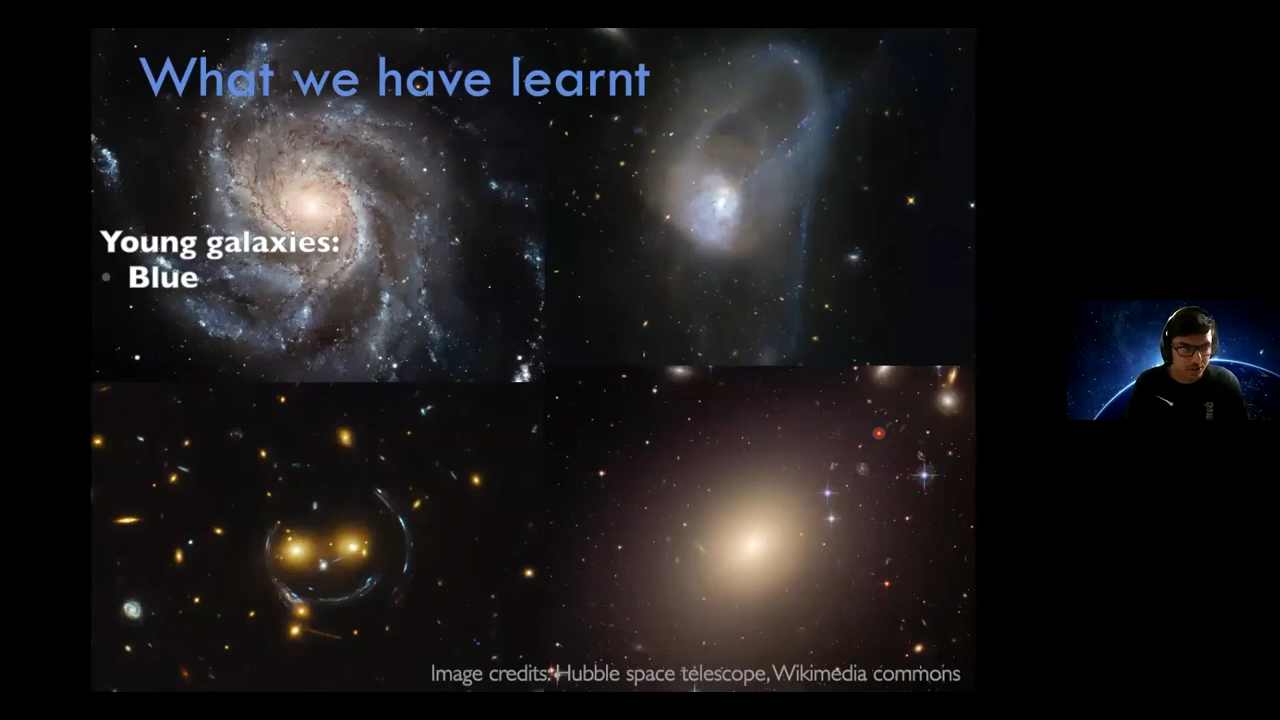 What we have learnt
Young galaxies:
• Blue
Image credits: Hubble space telescope, Wikimedia commons